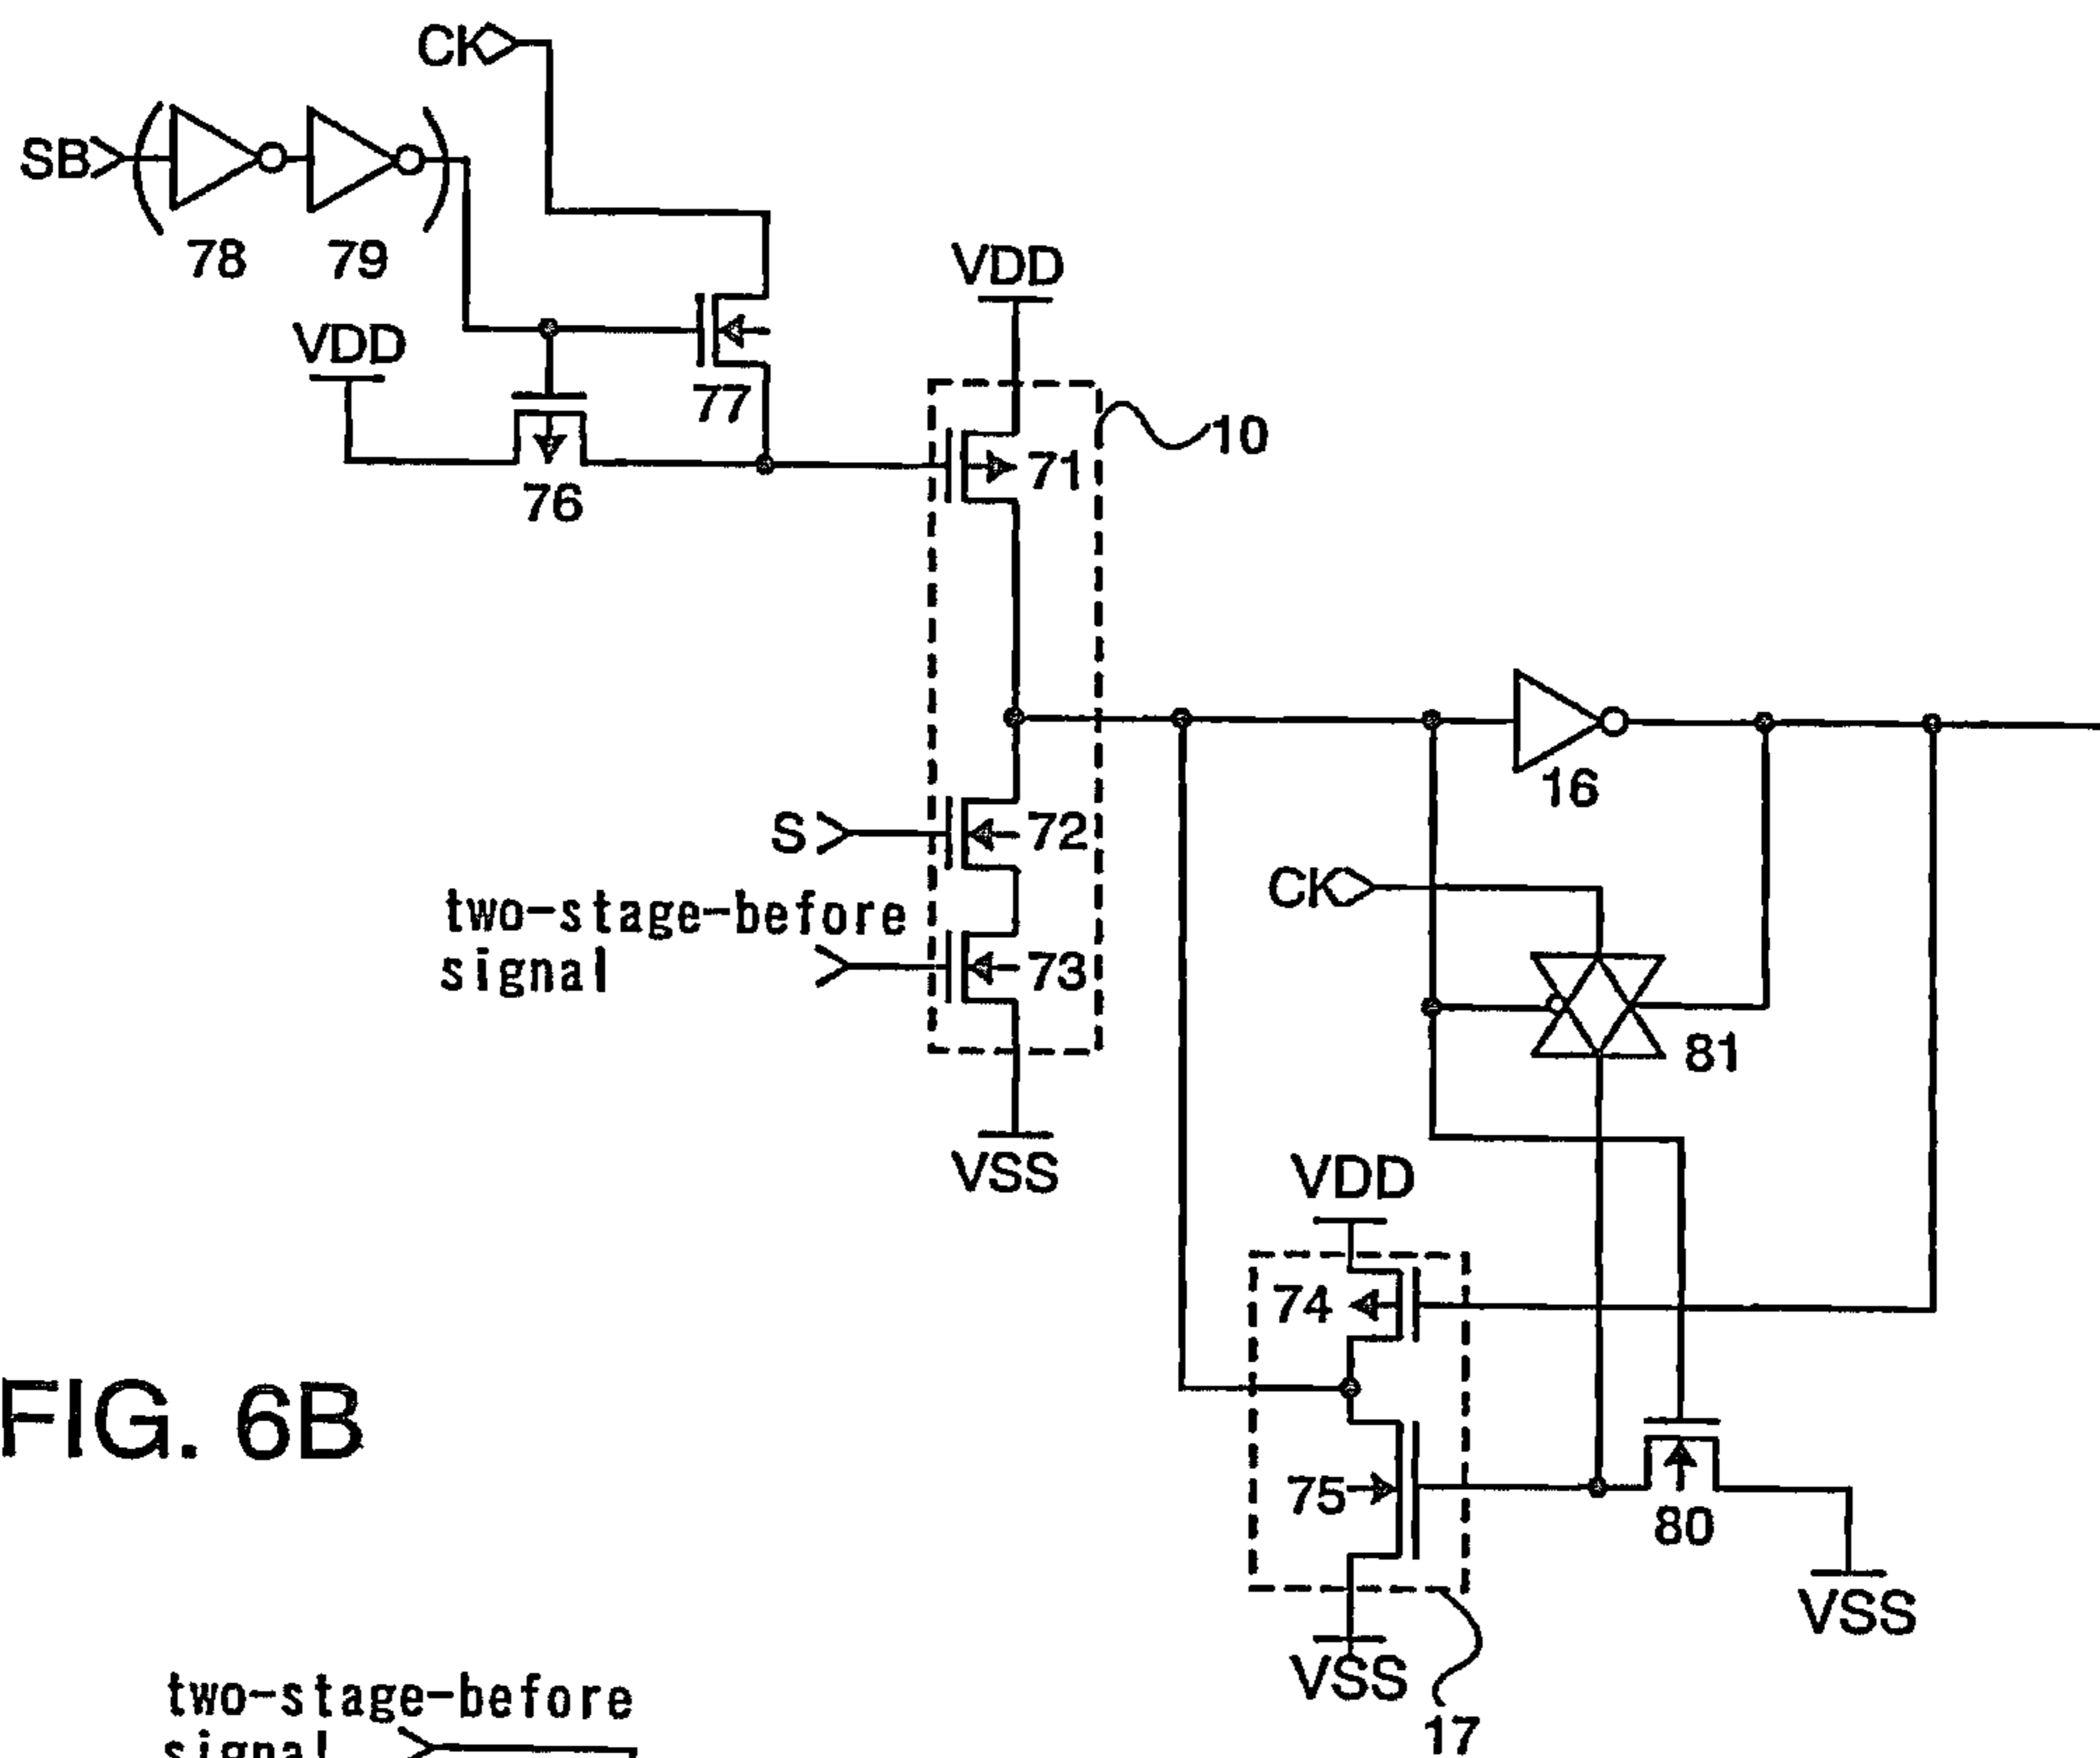 CK
SB
78 79
VDD
VDD
77
10
71
76
S
72
two-stage-before
signal
73
16
CK
81
VSS
VDD
74
FIG. 6B
75
80
VSS
VSS
17
two-stage-before
signal